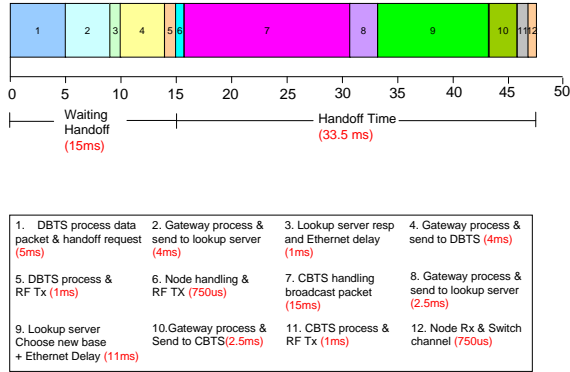 1 2 3 4 5 6 7 8 9 10 11 12
0 5 10 15 20 25 30 35 40 45 50
Waiting
Handoff
(15ms)
Handoff Time
(33.5 ms)
1. DBTS process data
packet & handoff request
(5ms)
2. Gateway process &
send to lookup server
(4ms)
3. Lookup server resp
and Ethernet delay
(1ms)
4. Gateway process &
send to DBTS (4ms)
5. DBTS process &
RF Tx (1ms)
6. Node handling &
RF TX (750us)
7. CBTS handling
broadcast packet
(15ms)
8. Gateway process &
send to lookup server
(2.5ms)
9. Lookup server
Choose new base
+ Ethernet Delay (11ms)
10.Gateway process &
Send to CBTS(2.5ms)
11. CBTS process &
RF Tx (1ms)
12. Node Rx & Switch
channel (750us)